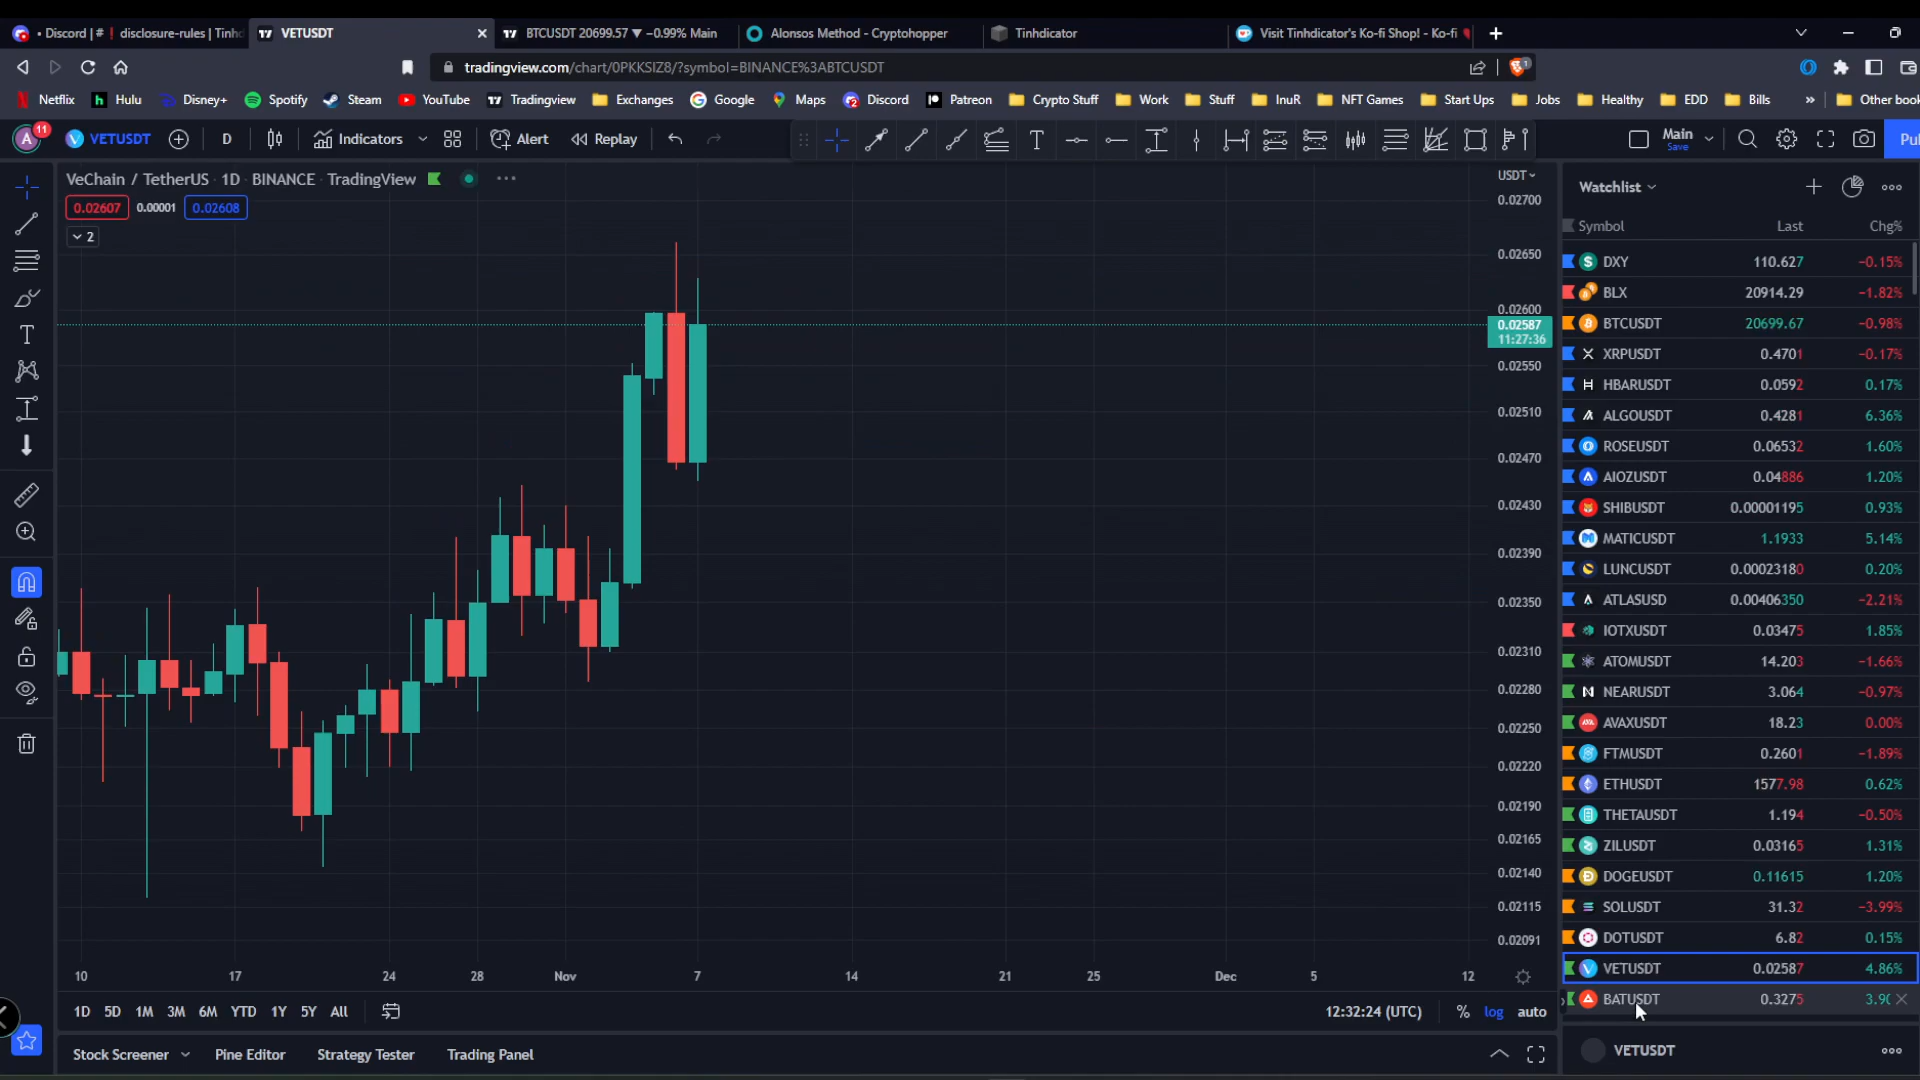 • Discord | # ❗ disclosure-rules | Tinhd
VETUSDT
BTCUSDT 20699.57 ▼ −0.99% Main
Alonsos Method - Cryptohopper
Tinhdicator
Visit Tinhdicator's Ko-fi Shop! - Ko-fi
tradingview.com/chart/0PKKSIZ8/?symbol=BINANCE%3ABTCUSDT
1
Netflix
Hulu
Disney+
Spotify
Steam
YouTube
Tradingview
Exchanges
Google
Maps
Discord
Patreon
Crypto Stuff
Work
Stuff
InuR
NFT Games
Start Ups
Jobs
Healthy
EDD
Bills
»
Other book
A
11
VETUSDT
D
Indicators
Alert
Replay
Main
Save
Pul
VeChain / TetherUS · 1D · BINANCE · TradingView
0.02607
0.00001
0.02608
2
USDT
0.02700
0.02650
0.02600
0.02587
11:27:36
0.02550
0.02510
0.02470
0.02430
0.02390
0.02350
0.02310
0.02280
0.02250
0.02220
0.02190
0.02165
0.02140
0.02115
0.02091
10
17
24
28
Nov
7
14
21
25
Dec
5
12
1D
5D
1M
3M
6M
YTD
1Y
5Y
All
12:32:24 (UTC)
%
log
auto
Stock Screener
Pine Editor
Strategy Tester
Trading Panel
Watchlist
Symbol Last Chg%
DXY 110.627 −0.15%
BLX 20914.29 −1.82%
BTCUSDT 20699.67 −0.98%
XRPUSDT 0.4701 −0.17%
HBARUSDT 0.0592 0.17%
ALGOUSDT 0.4281 6.36%
ROSEUSDT 0.06532 1.60%
AIOZUSDT 0.04886 1.20%
SHIBUSDT 0.00001195 0.93%
MATICUSDT 1.1933 5.14%
LUNCUSDT 0.00023180 0.20%
ATLASUSD 0.00406350 −2.21%
IOTXUSDT 0.03475 1.85%
ATOMUSDT 14.203 −1.66%
NEARUSDT 3.064 −0.97%
AVAXUSDT 18.23 0.00%
FTMUSDT 0.2601 −1.89%
ETHUSDT 1577.98 0.62%
THETAUSDT 1.194 −0.50%
ZILUSDT 0.03165 1.31%
DOGEUSDT 0.11615 1.20%
SOLUSDT 31.32 −3.99%
DOTUSDT 6.82 0.15%
VETUSDT 0.02587 4.86%
BATUSDT 0.3275 3.90
VETUSDT